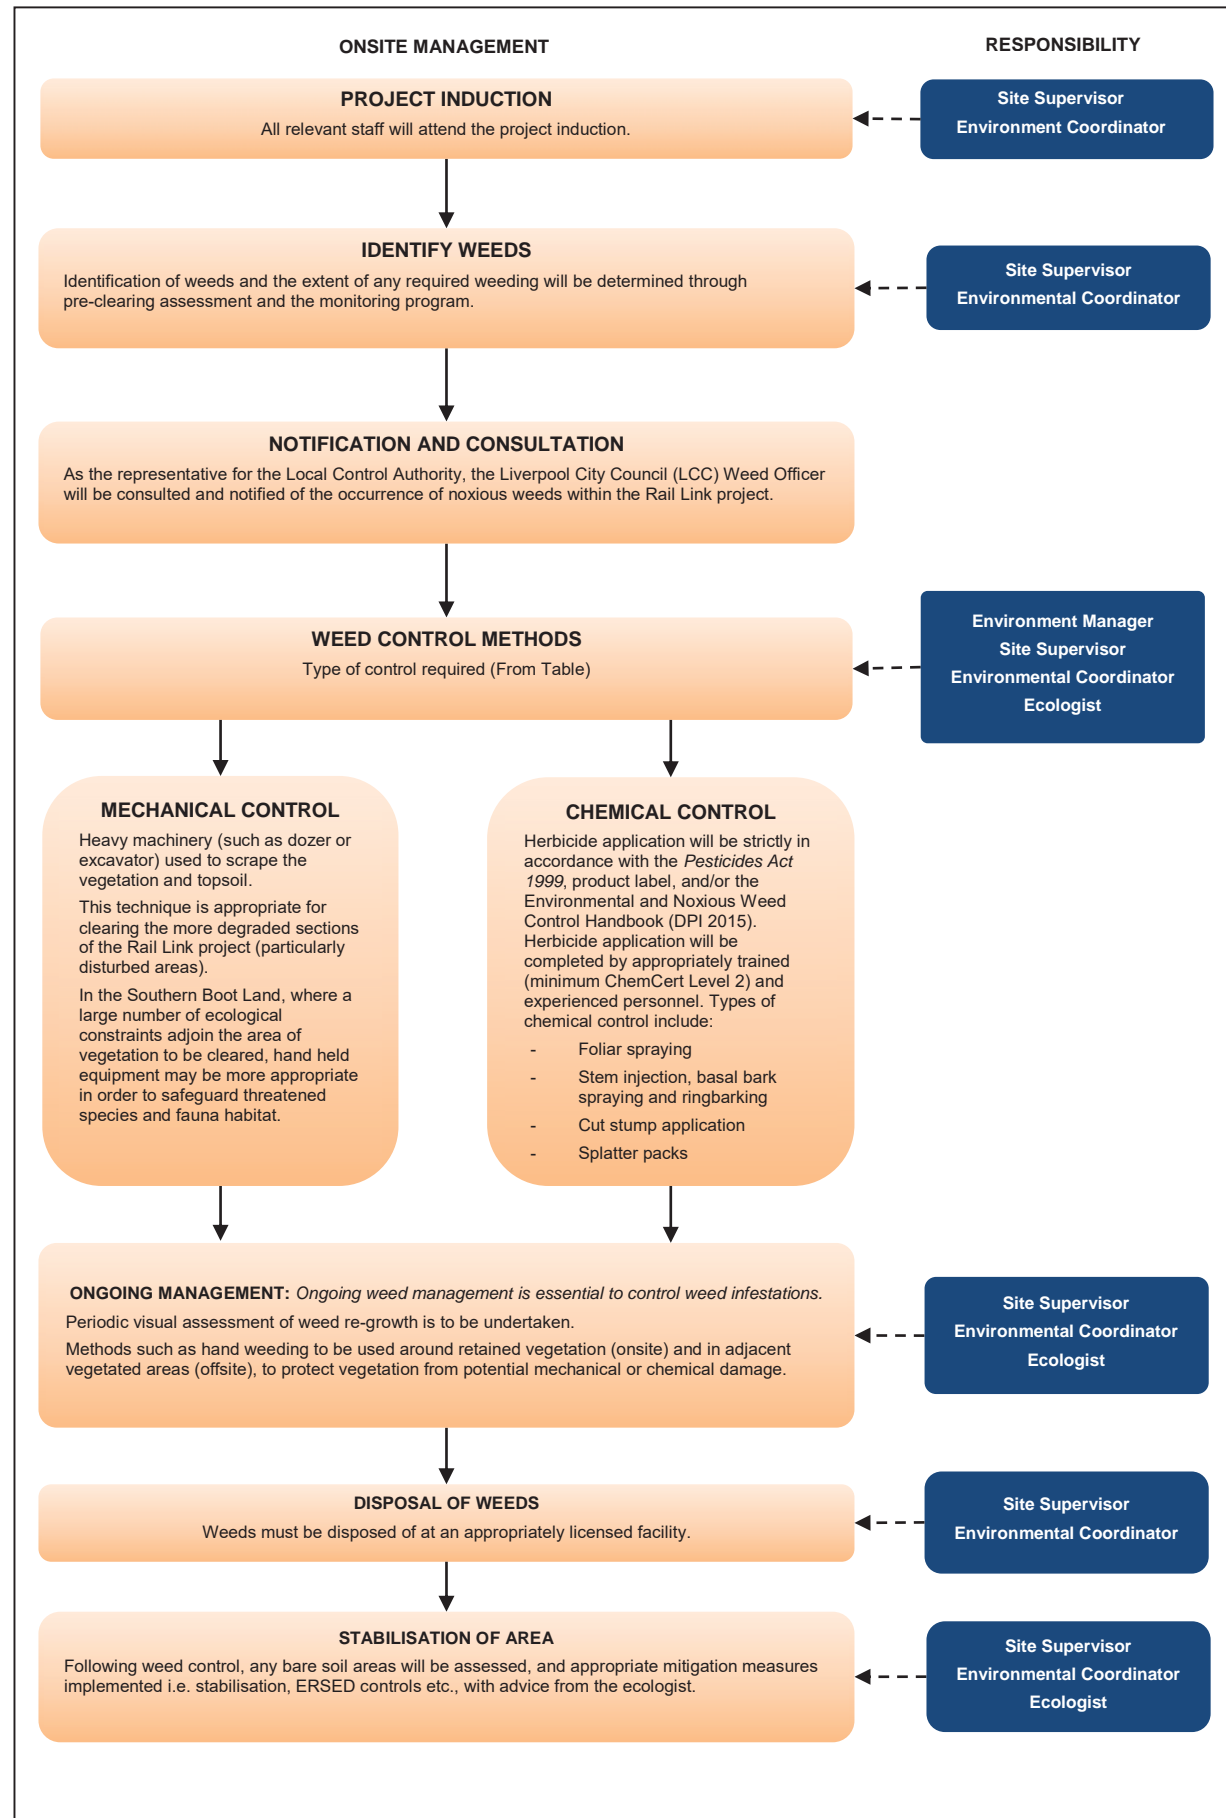 ONSITE MANAGEMENT
RESPONSIBILITY
PROJECT INDUCTION
All relevant staff will attend the project induction.
Site Supervisor
Environment Coordinator
IDENTIFY WEEDS
Identification of weeds and the extent of any required weeding will be determined through
pre-clearing assessment and the monitoring program.
Site Supervisor
Environmental Coordinator
NOTIFICATION AND CONSULTATION
As the representative for the Local Control Authority, the Liverpool City Council (LCC) Weed Officer
will be consulted and notified of the occurrence of noxious weeds within the Rail Link project.
WEED CONTROL METHODS
Type of control required (From Table)
Environment Manager
Site Supervisor
Environmental Coordinator
Ecologist
MECHANICAL CONTROL
Heavy machinery (such as dozer or
excavator) used to scrape the
vegetation and topsoil.
This technique is appropriate for
clearing the more degraded sections
of the Rail Link project (particularly
disturbed areas).
In the Southern Boot Land, where a
large number of ecological
constraints adjoin the area of
vegetation to be cleared, hand held
equipment may be more appropriate
in order to safeguard threatened
species and fauna habitat.
CHEMICAL CONTROL
Herbicide application will be strictly in
accordance with the Pesticides Act
1999, product label, and/or the
Environmental and Noxious Weed
Control Handbook (DPI 2015).
Herbicide application will be
completed by appropriately trained
(minimum ChemCert Level 2) and
experienced personnel. Types of
chemical control include:
- Foliar spraying
- Stem injection, basal bark
spraying and ringbarking
- Cut stump application
- Splatter packs
ONGOING MANAGEMENT: Ongoing weed management is essential to control weed infestations.
Periodic visual assessment of weed re-growth is to be undertaken.
Methods such as hand weeding to be used around retained vegetation (onsite) and in adjacent
vegetated areas (offsite), to protect vegetation from potential mechanical or chemical damage.
Site Supervisor
Environmental Coordinator
Ecologist
DISPOSAL OF WEEDS
Weeds must be disposed of at an appropriately licensed facility.
Site Supervisor
Environmental Coordinator
STABILISATION OF AREA
Following weed control, any bare soil areas will be assessed, and appropriate mitigation measures
implemented i.e. stabilisation, ERSED controls etc., with advice from the ecologist.
Site Supervisor
Environmental Coordinator
Ecologist